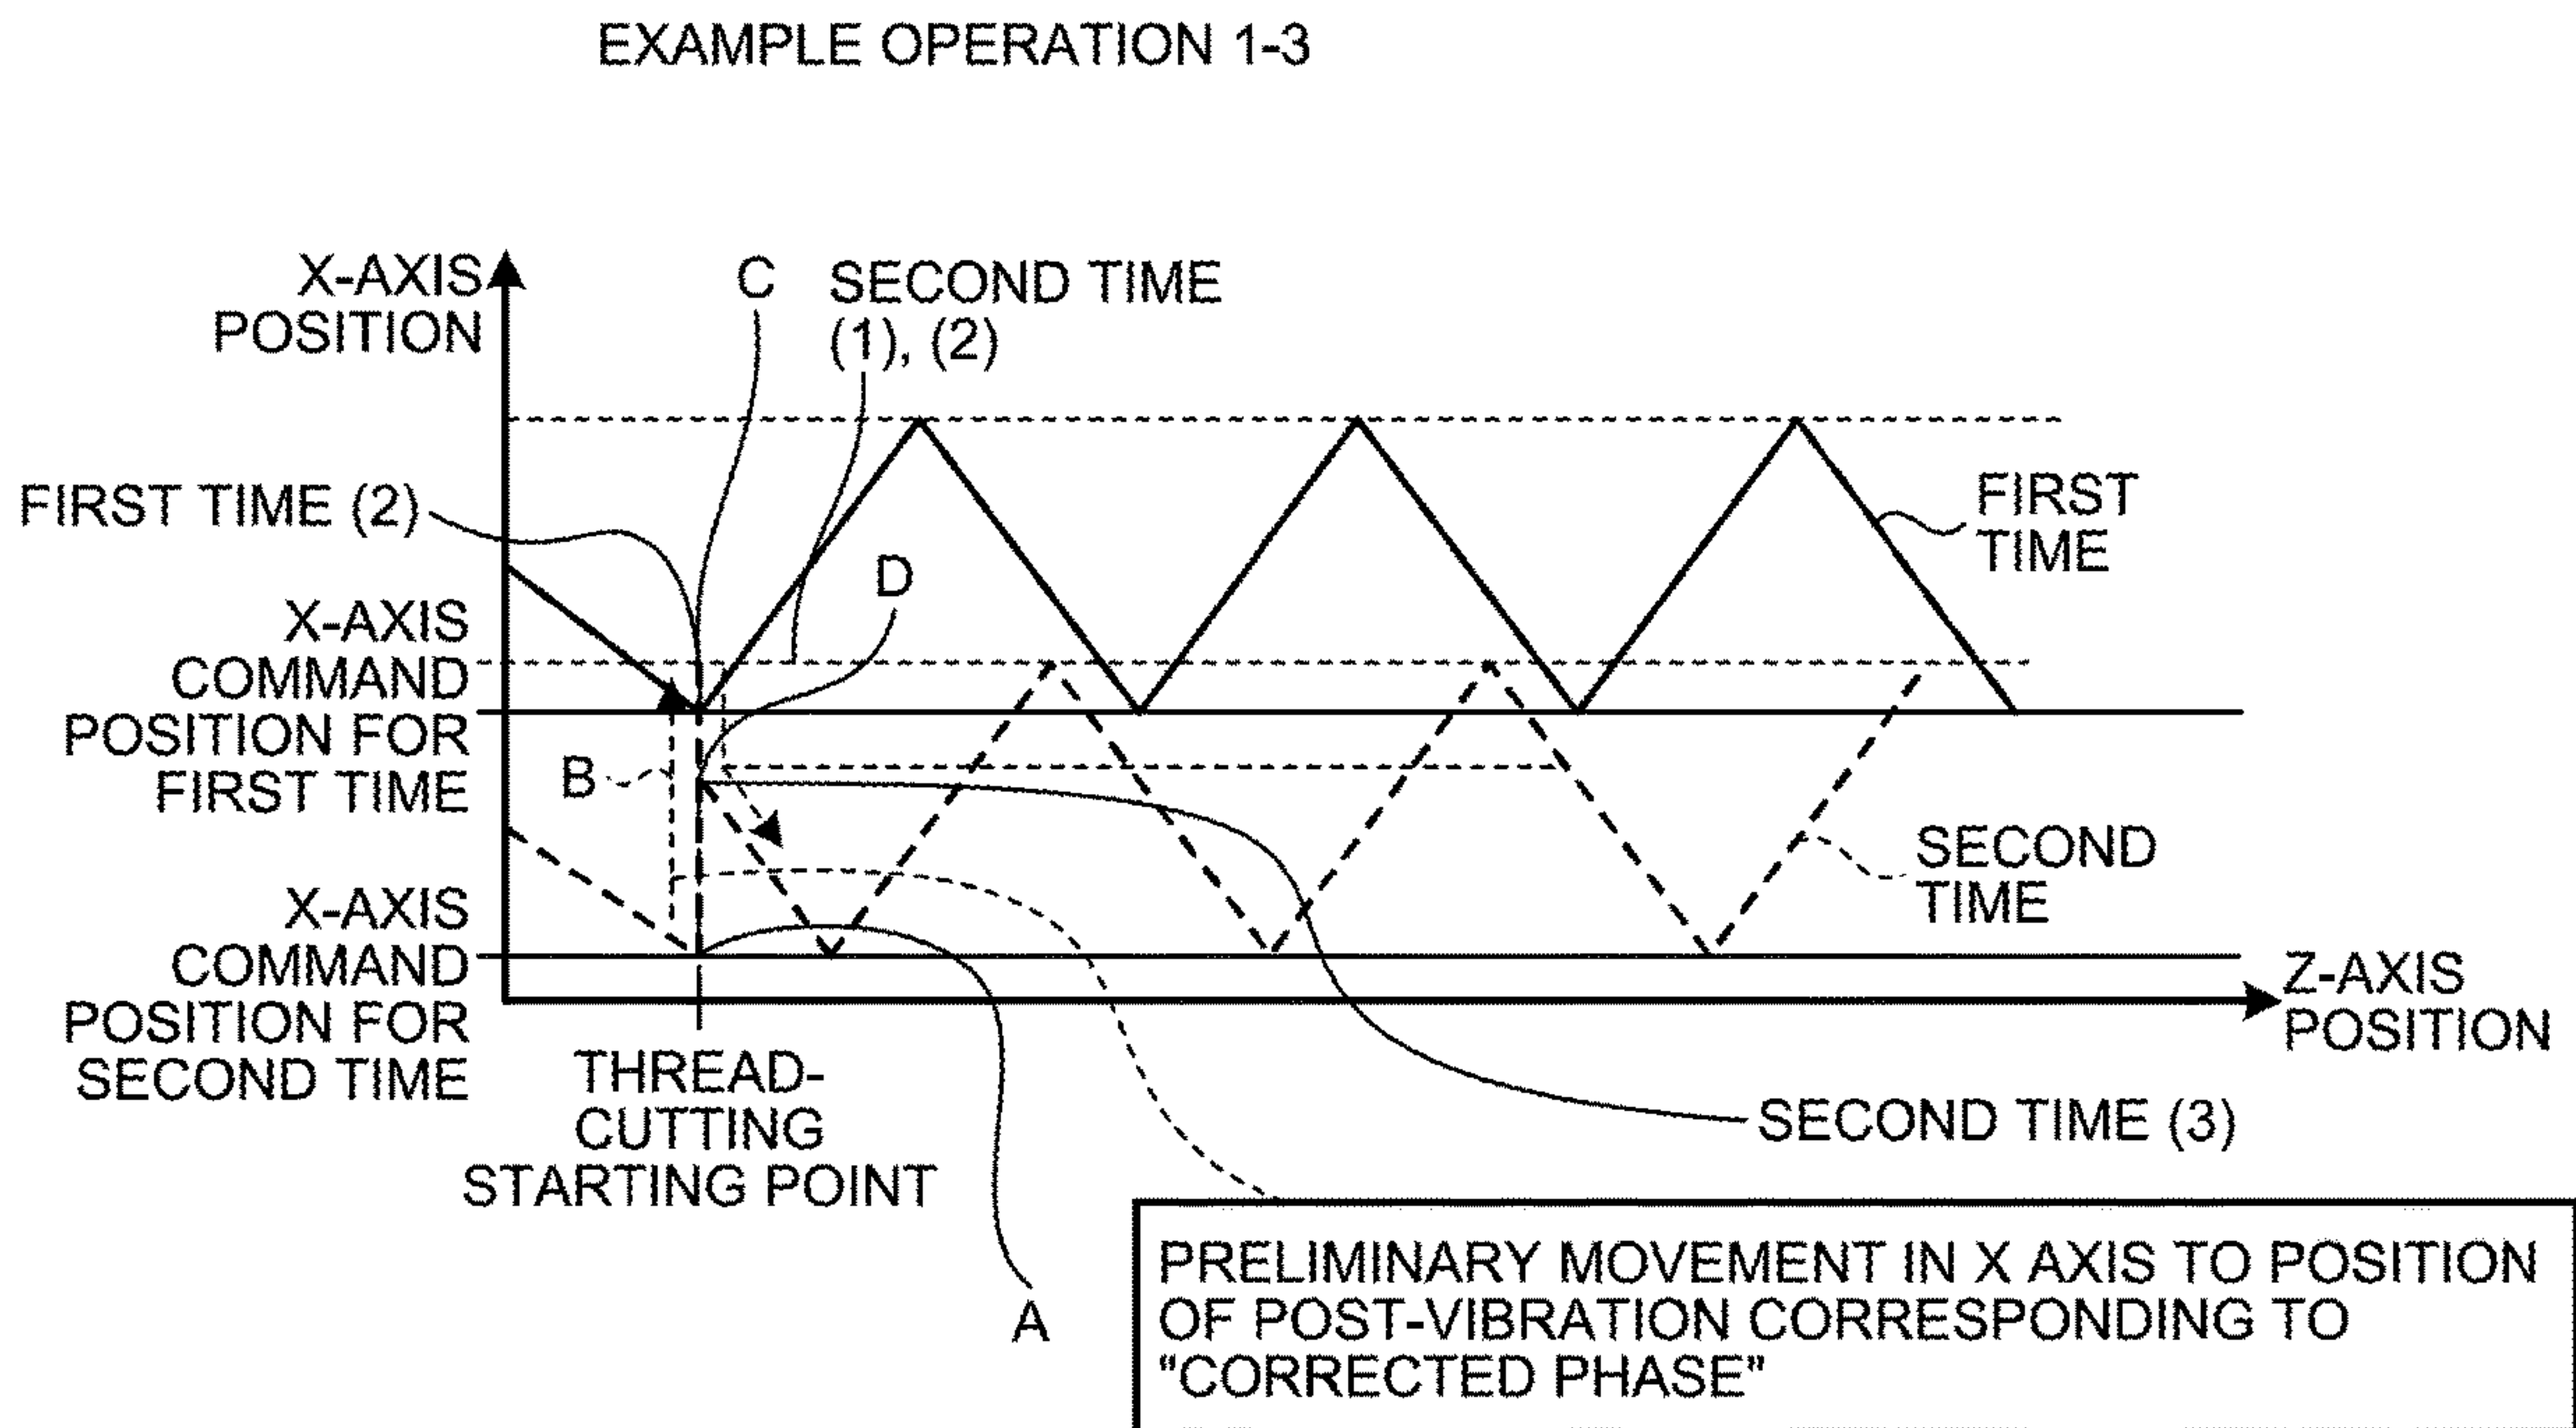 EXAMPLE OPERATION 1-3
X-AXIS
POSITION
C
SECOND TIME
(1), (2)
FIRST TIME (2)
FIRST
TIME
D
X-AXIS
COMMAND
POSITION FOR
FIRST TIME
B
SECOND
TIME
X-AXIS
COMMAND
POSITION FOR
SECOND TIME
Z-AXIS
POSITION
THREAD-
CUTTING
STARTING POINT
SECOND TIME (3)
A
PRELIMINARY MOVEMENT IN X AXIS TO POSITION
OF POST-VIBRATION CORRESPONDING TO
"CORRECTED PHASE"